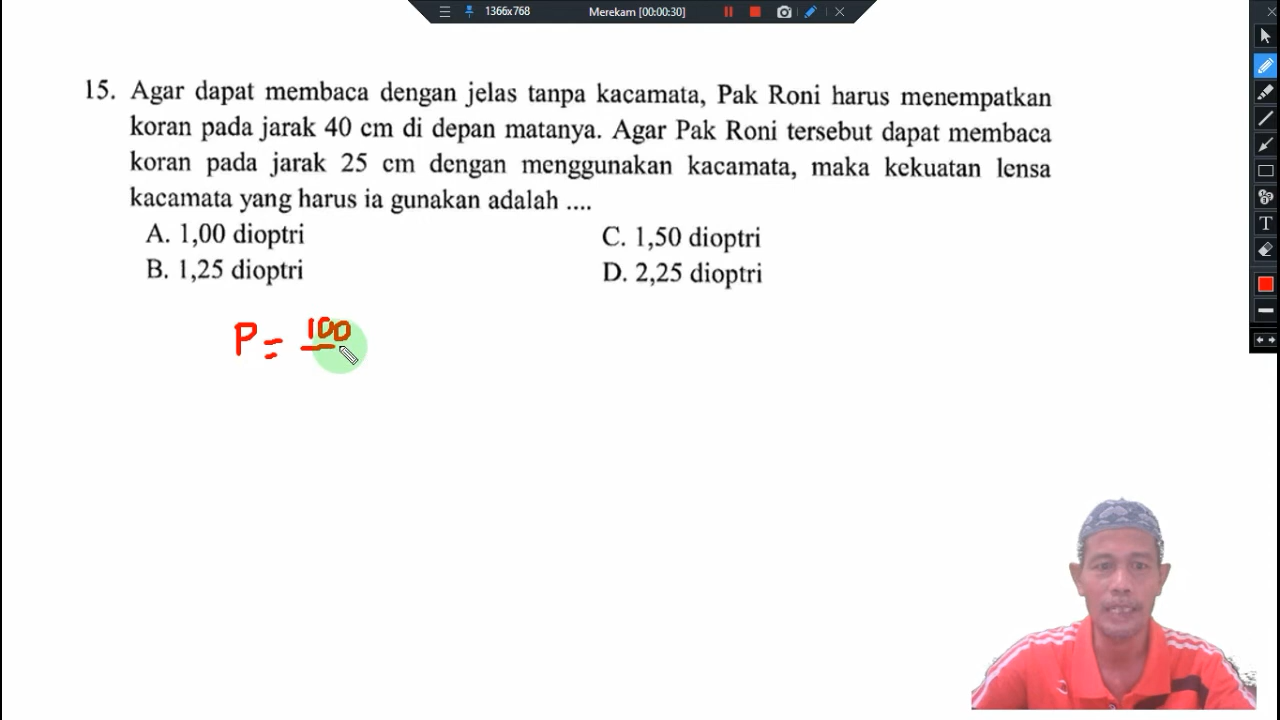 1366x768 Merekam [00:00:30]
15. Agar dapat membaca dengan jelas tanpa kacamata, Pak Roni harus menempatkan
koran pada jarak 40 cm di depan matanya. Agar Pak Roni tersebut dapat membaca
koran pada jarak 25 cm dengan menggunakan kacamata, maka kekuatan lensa
kacamata yang harus ia gunakan adalah ....
A. 1,00 dioptri C. 1,50 dioptri
B. 1,25 dioptri D. 2,25 dioptri
P = 100
T